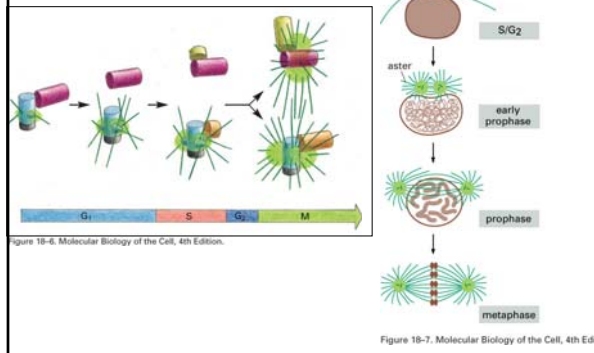 G1
S
G2
M
Figure 18–6. Molecular Biology of the Cell, 4th Edition.
S/G2
aster
early
prophase
prophase
metaphase
Figure 18–7. Molecular Biology of the Cell, 4th Edi